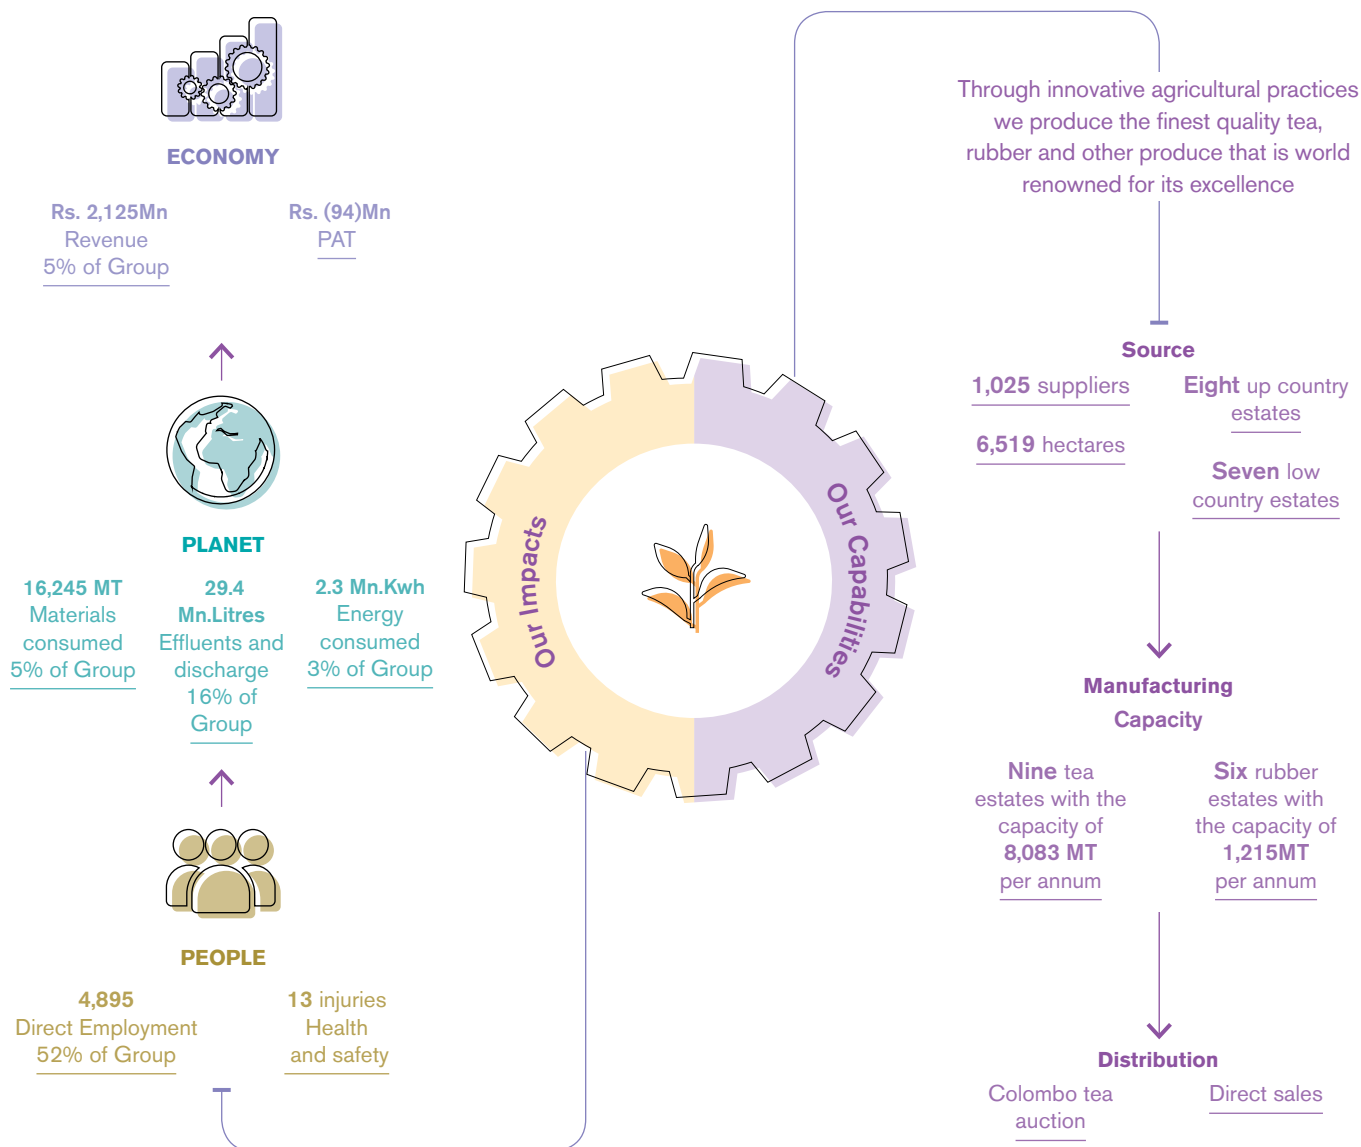 ECONOMY
Rs. 2,125Mn
Revenue
5% of Group
Rs. (94)Mn
PAT
PLANET
16,245 MT
Materials
consumed
5% of Group
29.4
Mn.Litres
Effluents and
discharge
16% of
Group
2.3 Mn.Kwh
Energy
consumed
3% of Group
PEOPLE
4,895
Direct Employment
52% of Group
13 injuries
Health
and safety
Our Impacts
Our Capabilities
Through innovative agricultural practices
we produce the finest quality tea,
rubber and other produce that is world
renowned for its excellence
Source
1,025 suppliers
6,519 hectares
Eight up country
estates
Seven low
country estates
Manufacturing
Capacity
Nine tea
estates with the
capacity of
8,083 MT
per annum
Six rubber
estates with
the capacity of
1,215MT
per annum
Distribution
Colombo tea
auction
Direct sales